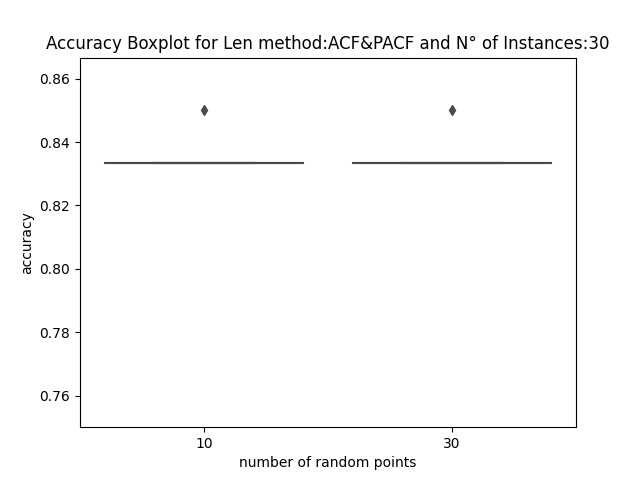 Accuracy Boxplot for Len method:ACF&PACF and N° of Instances:30
0.86
0.84
0.82
0.80
0.78
0.76
accuracy
10 30
number of random points